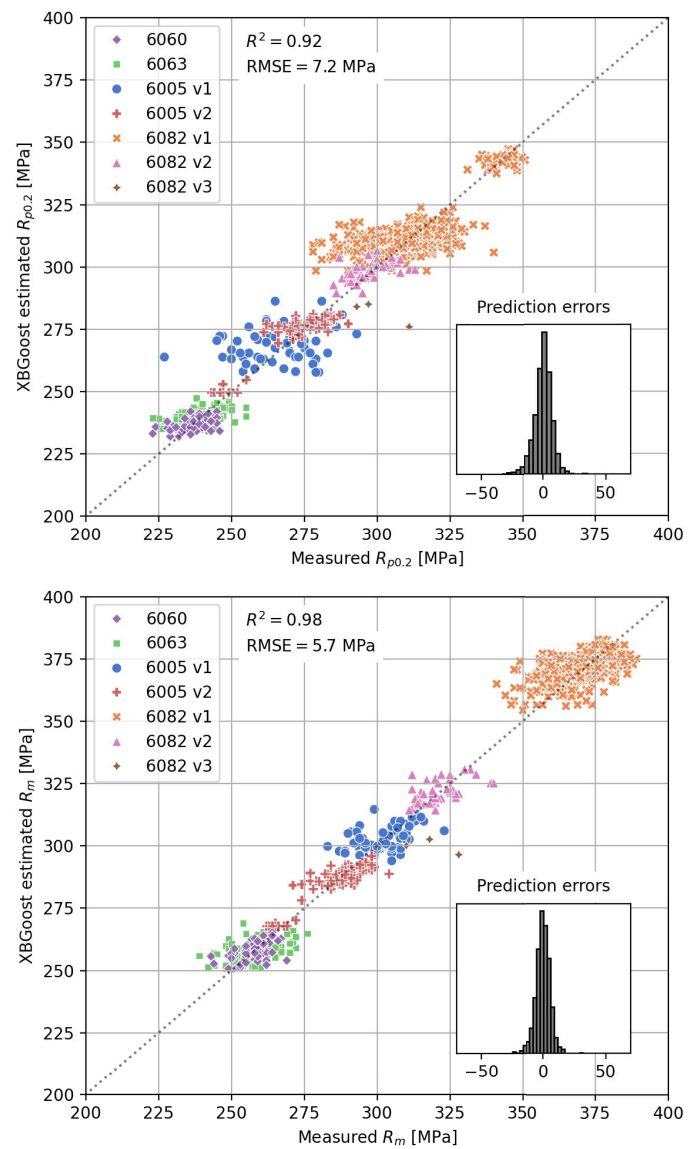 400
375
350
325
300
275
250
225
200
XBGoost estimated Rp0.2 [MPa]
6060
6063
6005 v1
6005 v2
6082 v1
6082 v2
6082 v3
R² = 0.92
RMSE = 7.2 MPa
Prediction errors
−50 0 50
200 225 250 275 300 325 350 375 400
Measured Rp0.2 [MPa]
400
375
350
325
300
275
250
225
200
XBGoost estimated Rm [MPa]
6060
6063
6005 v1
6005 v2
6082 v1
6082 v2
6082 v3
R² = 0.98
RMSE = 5.7 MPa
Prediction errors
−50 0 50
200 225 250 275 300 325 350 375 400
Measured Rm [MPa]